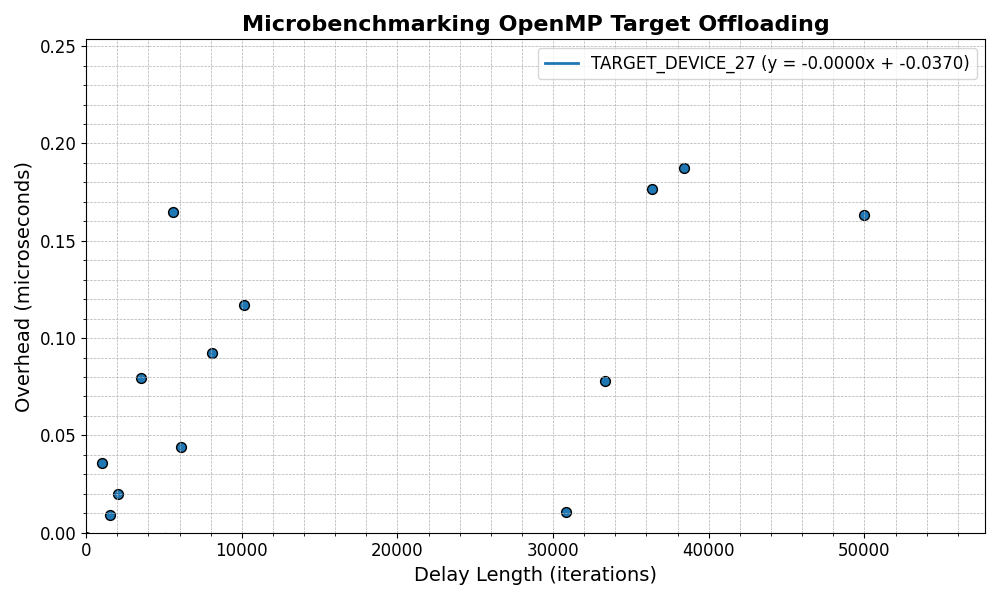 Microbenchmarking OpenMP Target Offloading
TARGET_DEVICE_27 (y = -0.0000x + -0.0370)
Overhead (microseconds)
0.25
0.20
0.15
0.10
0.05
0.00
0 10000 20000 30000 40000 50000
Delay Length (iterations)